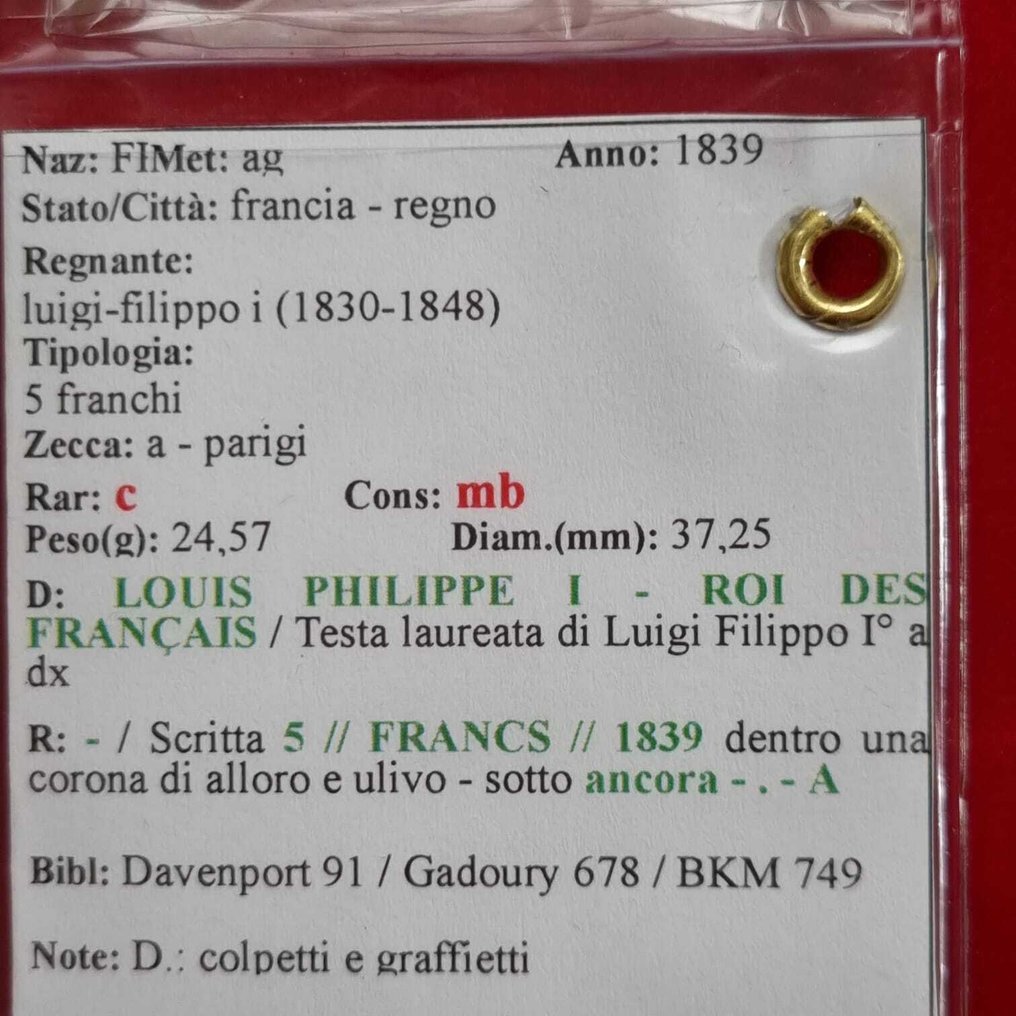 Naz: FIMet: ag Anno: 1839
Stato/Città: francia - regno
Regnante:
luigi-filippo i (1830-1848)
Tipologia:
5 franchi
Zecca: a - parigi
Rar: c Cons: mb
Peso(g): 24,57 Diam.(mm): 37,25
D: LOUIS PHILIPPE I - ROI DES
FRANÇAIS / Testa laureata di Luigi Filippo I° a
dx
R: - / Scritta 5 // FRANCS // 1839 dentro una
corona di alloro e ulivo - sotto ancora - . - A
Bibl: Davenport 91 / Gadoury 678 / BKM 749
Note: D.: colpetti e graffietti